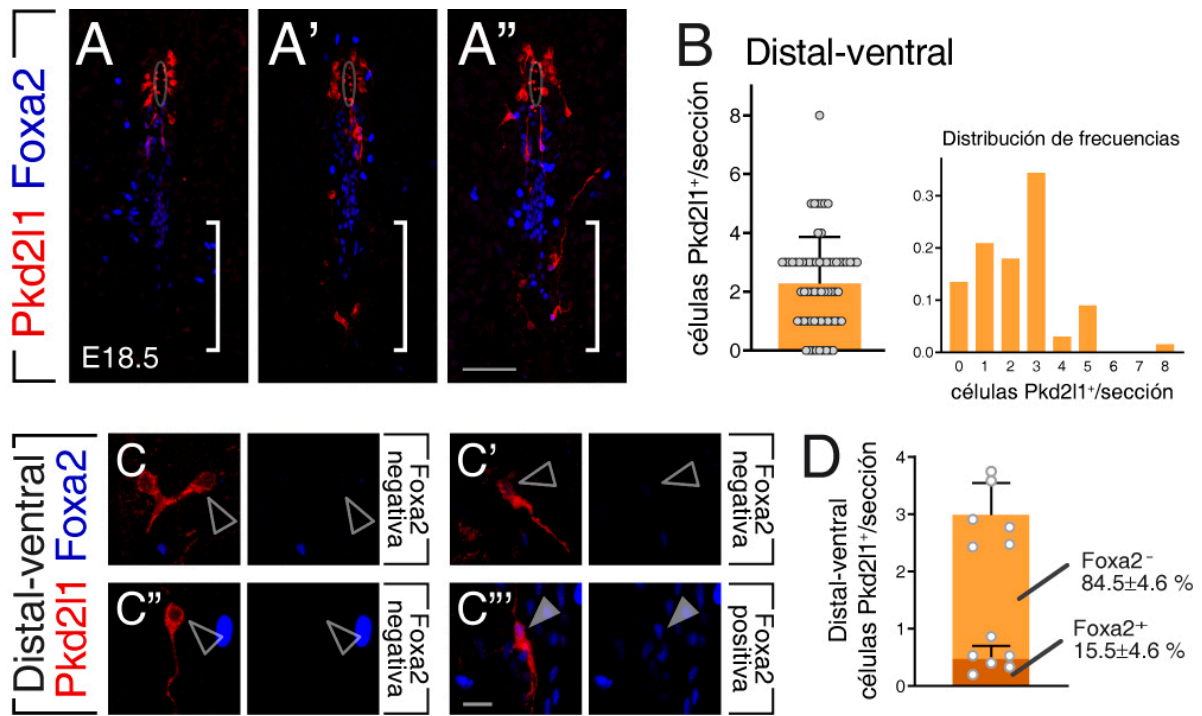 Pkd2l1 Foxa2
A
A'
A''
E18.5
B
Distal-ventral
células Pkd2l1⁺/sección
8
6
4
2
0
Distribución de frecuencias
0.3
0.2
0.1
0.0
0 1 2 3 4 5 6 7 8
células Pkd2l1⁺/sección
Distal-ventral
Pkd2l1 Foxa2
C
Foxa2
negativa
C'
Foxa2
negativa
C''
Foxa2
negativa
C'''
Foxa2
positiva
D
Distal-ventral
células Pkd2l1⁺/sección
4
3
2
1
0
Foxa2⁻
84.5±4.6 %
Foxa2⁺
15.5±4.6 %